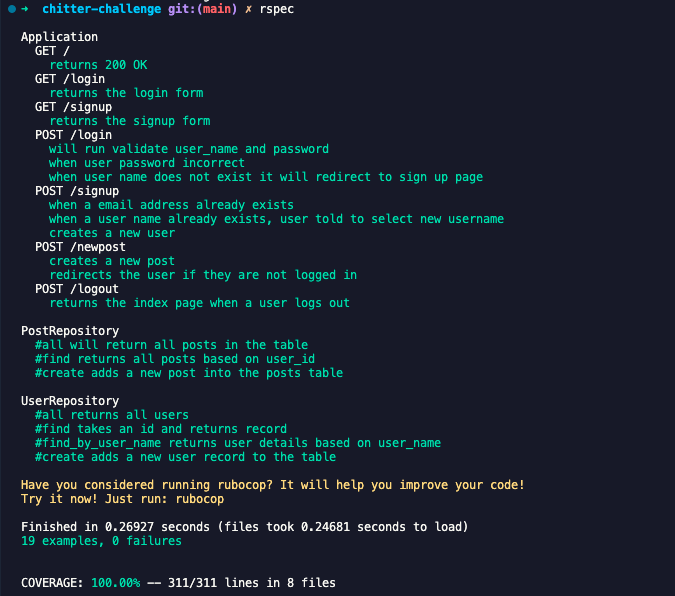 ➜ chitter-challenge git:(main) ✗ rspec
Application
GET /
returns 200 OK
GET /login
returns the login form
GET /signup
returns the signup form
POST /login
will run validate user_name and password
when user password incorrect
when user name does not exist it will redirect to sign up page
POST /signup
when a email address already exists
when a user name already exists, user told to select new username
creates a new user
POST /newpost
creates a new post
redirects the user if they are not logged in
POST /logout
returns the index page when a user logs out
PostRepository
#all will return all posts in the table
#find returns all posts based on user_id
#create adds a new post into the posts table
UserRepository
#all returns all users
#find takes an id and returns record
#find_by_user_name returns user details based on user_name
#create adds a new user record to the table
Have you considered running rubocop? It will help you improve your code!
Try it now! Just run: rubocop
Finished in 0.26927 seconds (files took 0.24681 seconds to load)
19 examples, 0 failures
COVERAGE: 100.00% -- 311/311 lines in 8 files